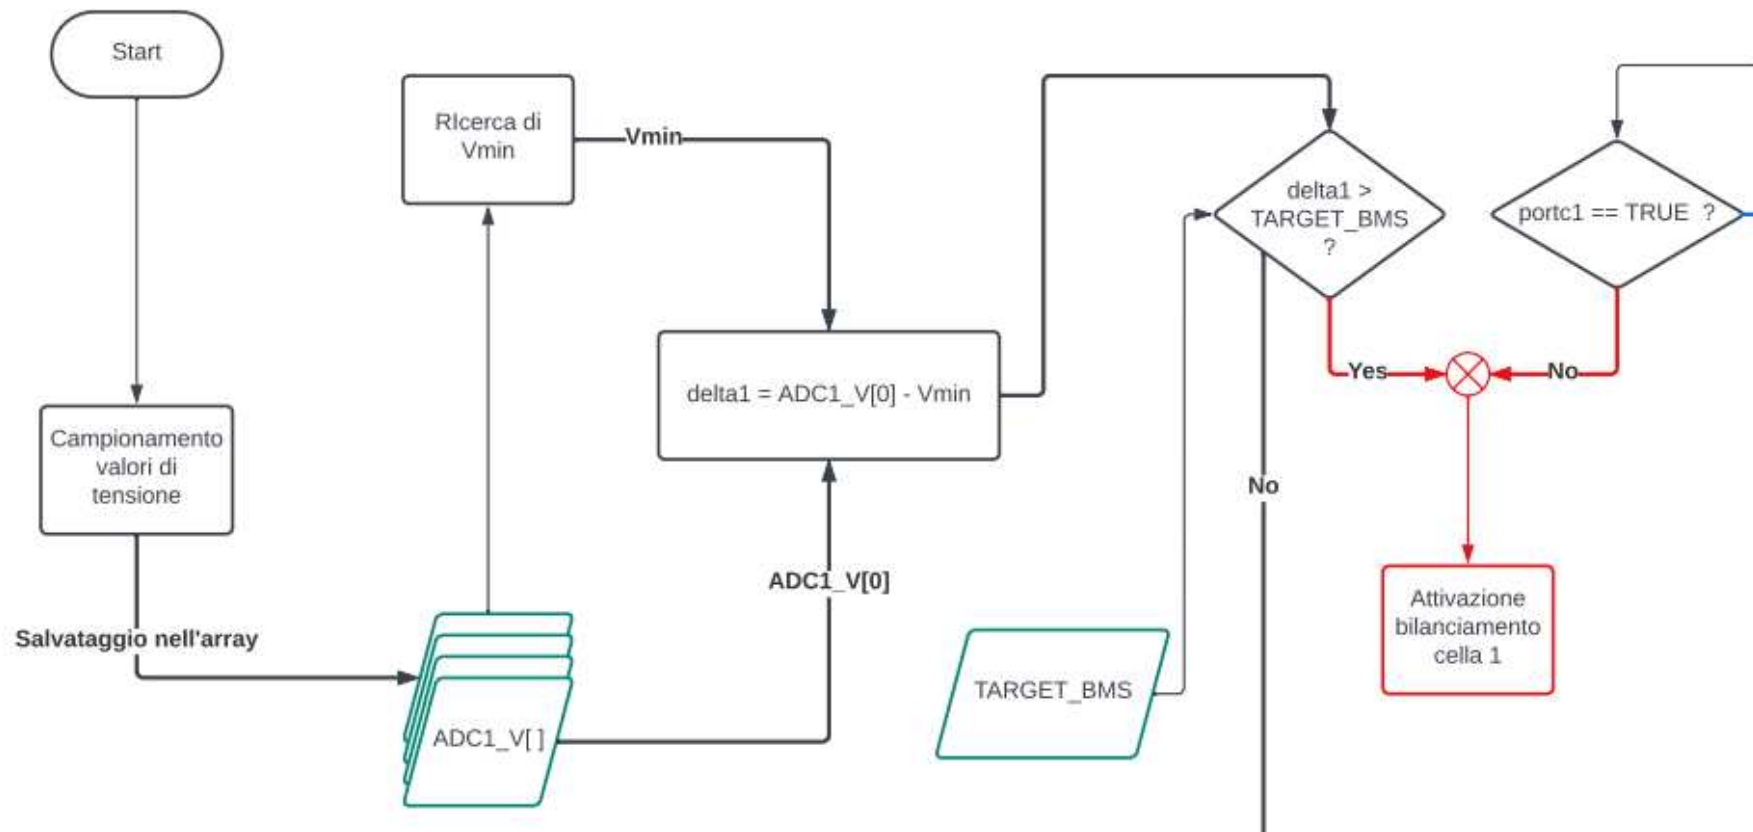 Start
RIcerca di
Vmin
Vmin
delta1 >
TARGET_BMS
?
portc1 == TRUE ?
Yes
No
delta1 = ADC1_V[0] - Vmin
Campionamento
valori di
tensione
No
ADC1_V[0]
Attivazione
bilanciamento
cella 1
Salvataggio nell'array
TARGET_BMS
ADC1_V[ ]